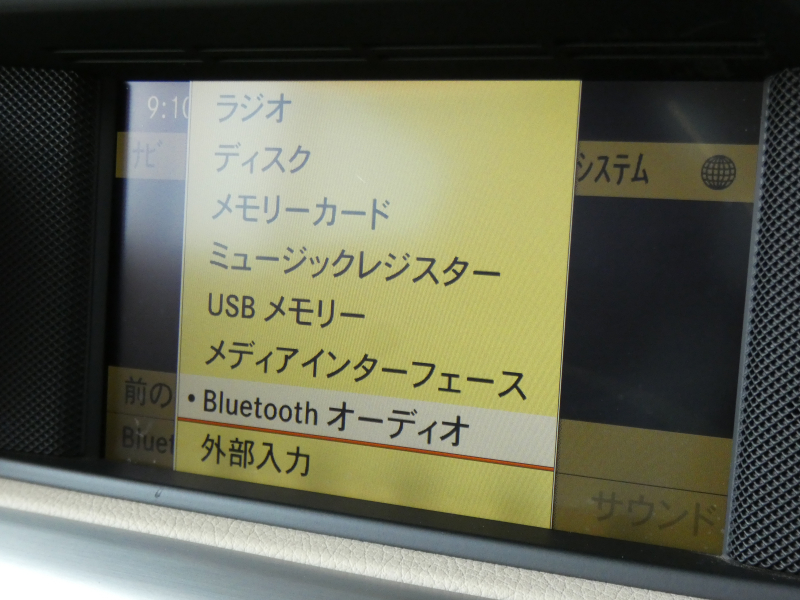 9:10
ラジオ
ナビ
ディスク
システム
メモリーカード
ミュージックレジスター
USB メモリー
メディアインターフェース
前の
• Bluetooth オーディオ
Bluet
外部入力
サウンド